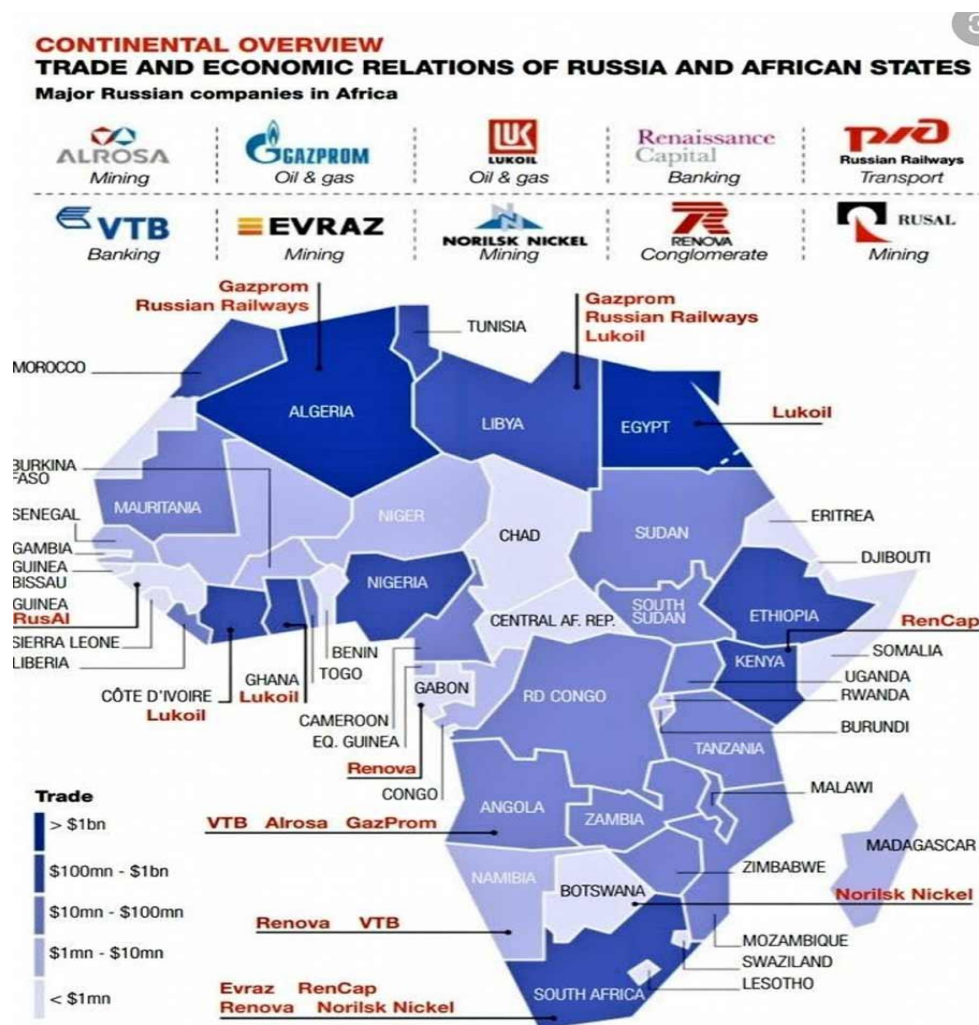 3
CONTINENTAL OVERVIEW
TRADE AND ECONOMIC RELATIONS OF RUSSIA AND AFRICAN STATES
Major Russian companies in Africa
ALROSA
Mining
GAZPROM
Oil & gas
LUK
LUKOIL
Oil & gas
Renaissance
Capital
Banking
Russian Railways
Transport
VTB
Banking
EVRAZ
Mining
NN
NORILSK NICKEL
Mining
R
RENOVA
Conglomerate
RUSAL
Mining
Gazprom
Russian Railways
Gazprom
Russian Railways
Lukoil
TUNISIA
MOROCCO
ALGERIA
LIBYA
EGYPT
Lukoil
BURKINA
FASO
MAURITANIA
SENEGAL
NIGER
CHAD
SUDAN
ERITREA
GAMBIA
GUINEA
BISSAU
DJIBOUTI
NIGERIA
GUINEA
RusAl
SOUTH
SUDAN
ETHIOPIA
CENTRAL AF. REP.
RenCap
SIERRA LEONE
LIBERIA
BENIN
TOGO
KENYA
SOMALIA
GHANA
Lukoil
CÔTE D'IVOIRE
Lukoil
GABON
RD CONGO
UGANDA
RWANDA
BURUNDI
CAMEROON
EQ. GUINEA
Renova
CONGO
TANZANIA
MALAWI
Trade
> $1bn
$100mn - $1bn
$10mn - $100mn
$1mn - $10mn
< $1mn
VTB Alrosa GazProm
ANGOLA
ZAMBIA
MADAGASCAR
ZIMBABWE
NAMIBIA
BOTSWANA
Norilsk Nickel
Renova VTB
MOZAMBIQUE
SWAZILAND
LESOTHO
Evraz RenCap
Renova Norilsk Nickel
SOUTH AFRICA